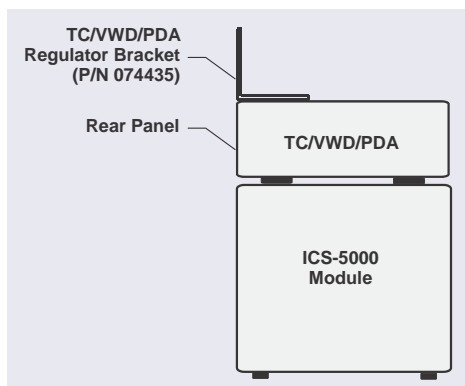 TC/VWD/PDA
Regulator Bracket
(P/N 074435)
Rear Panel
TC/VWD/PDA
ICS-5000
Module